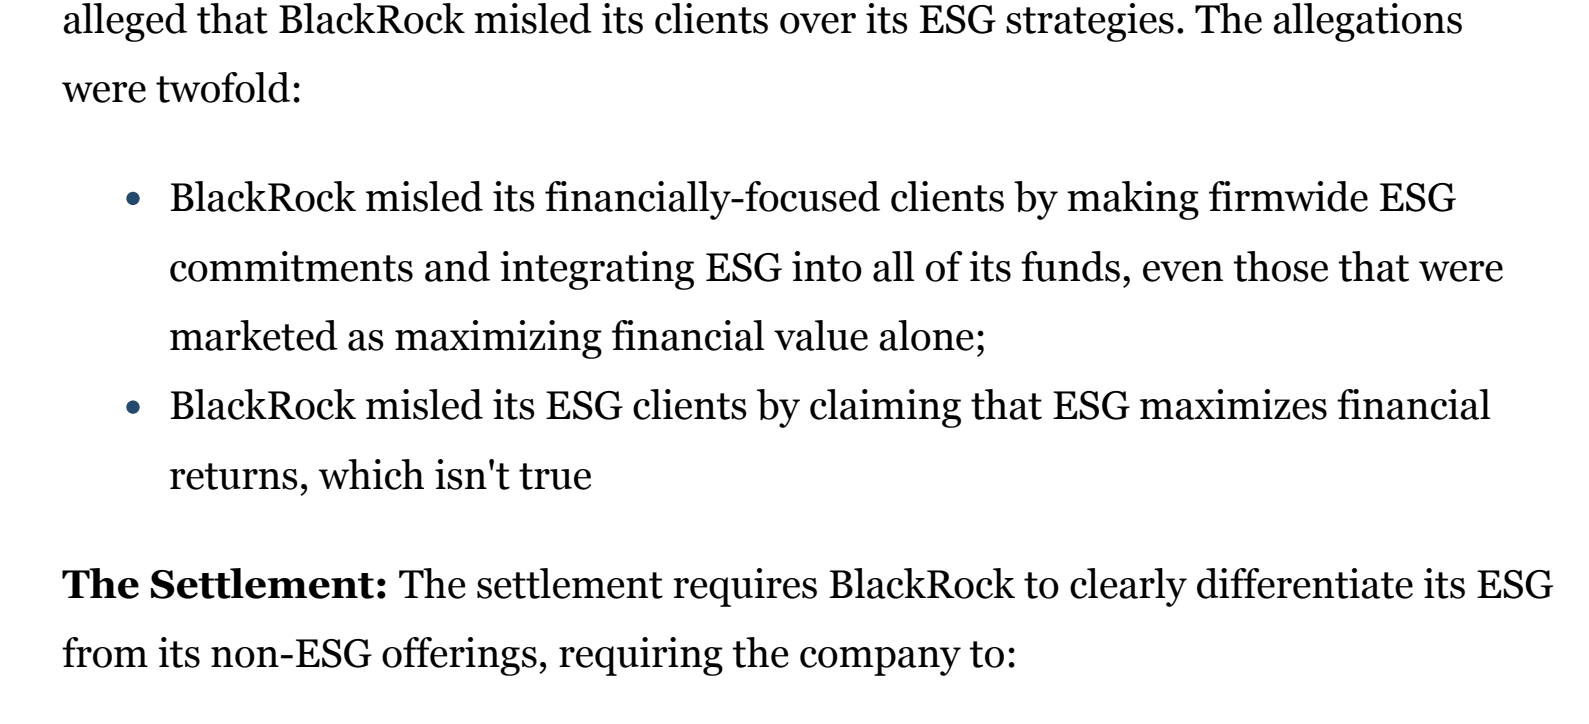 alleged that BlackRock misled its clients over its ESG strategies. The allegations
were twofold:
• BlackRock misled its financially-focused clients by making firmwide ESG
commitments and integrating ESG into all of its funds, even those that were
marketed as maximizing financial value alone;
• BlackRock misled its ESG clients by claiming that ESG maximizes financial
returns, which isn't true
The Settlement: The settlement requires BlackRock to clearly differentiate its ESG
from its non-ESG offerings, requiring the company to: